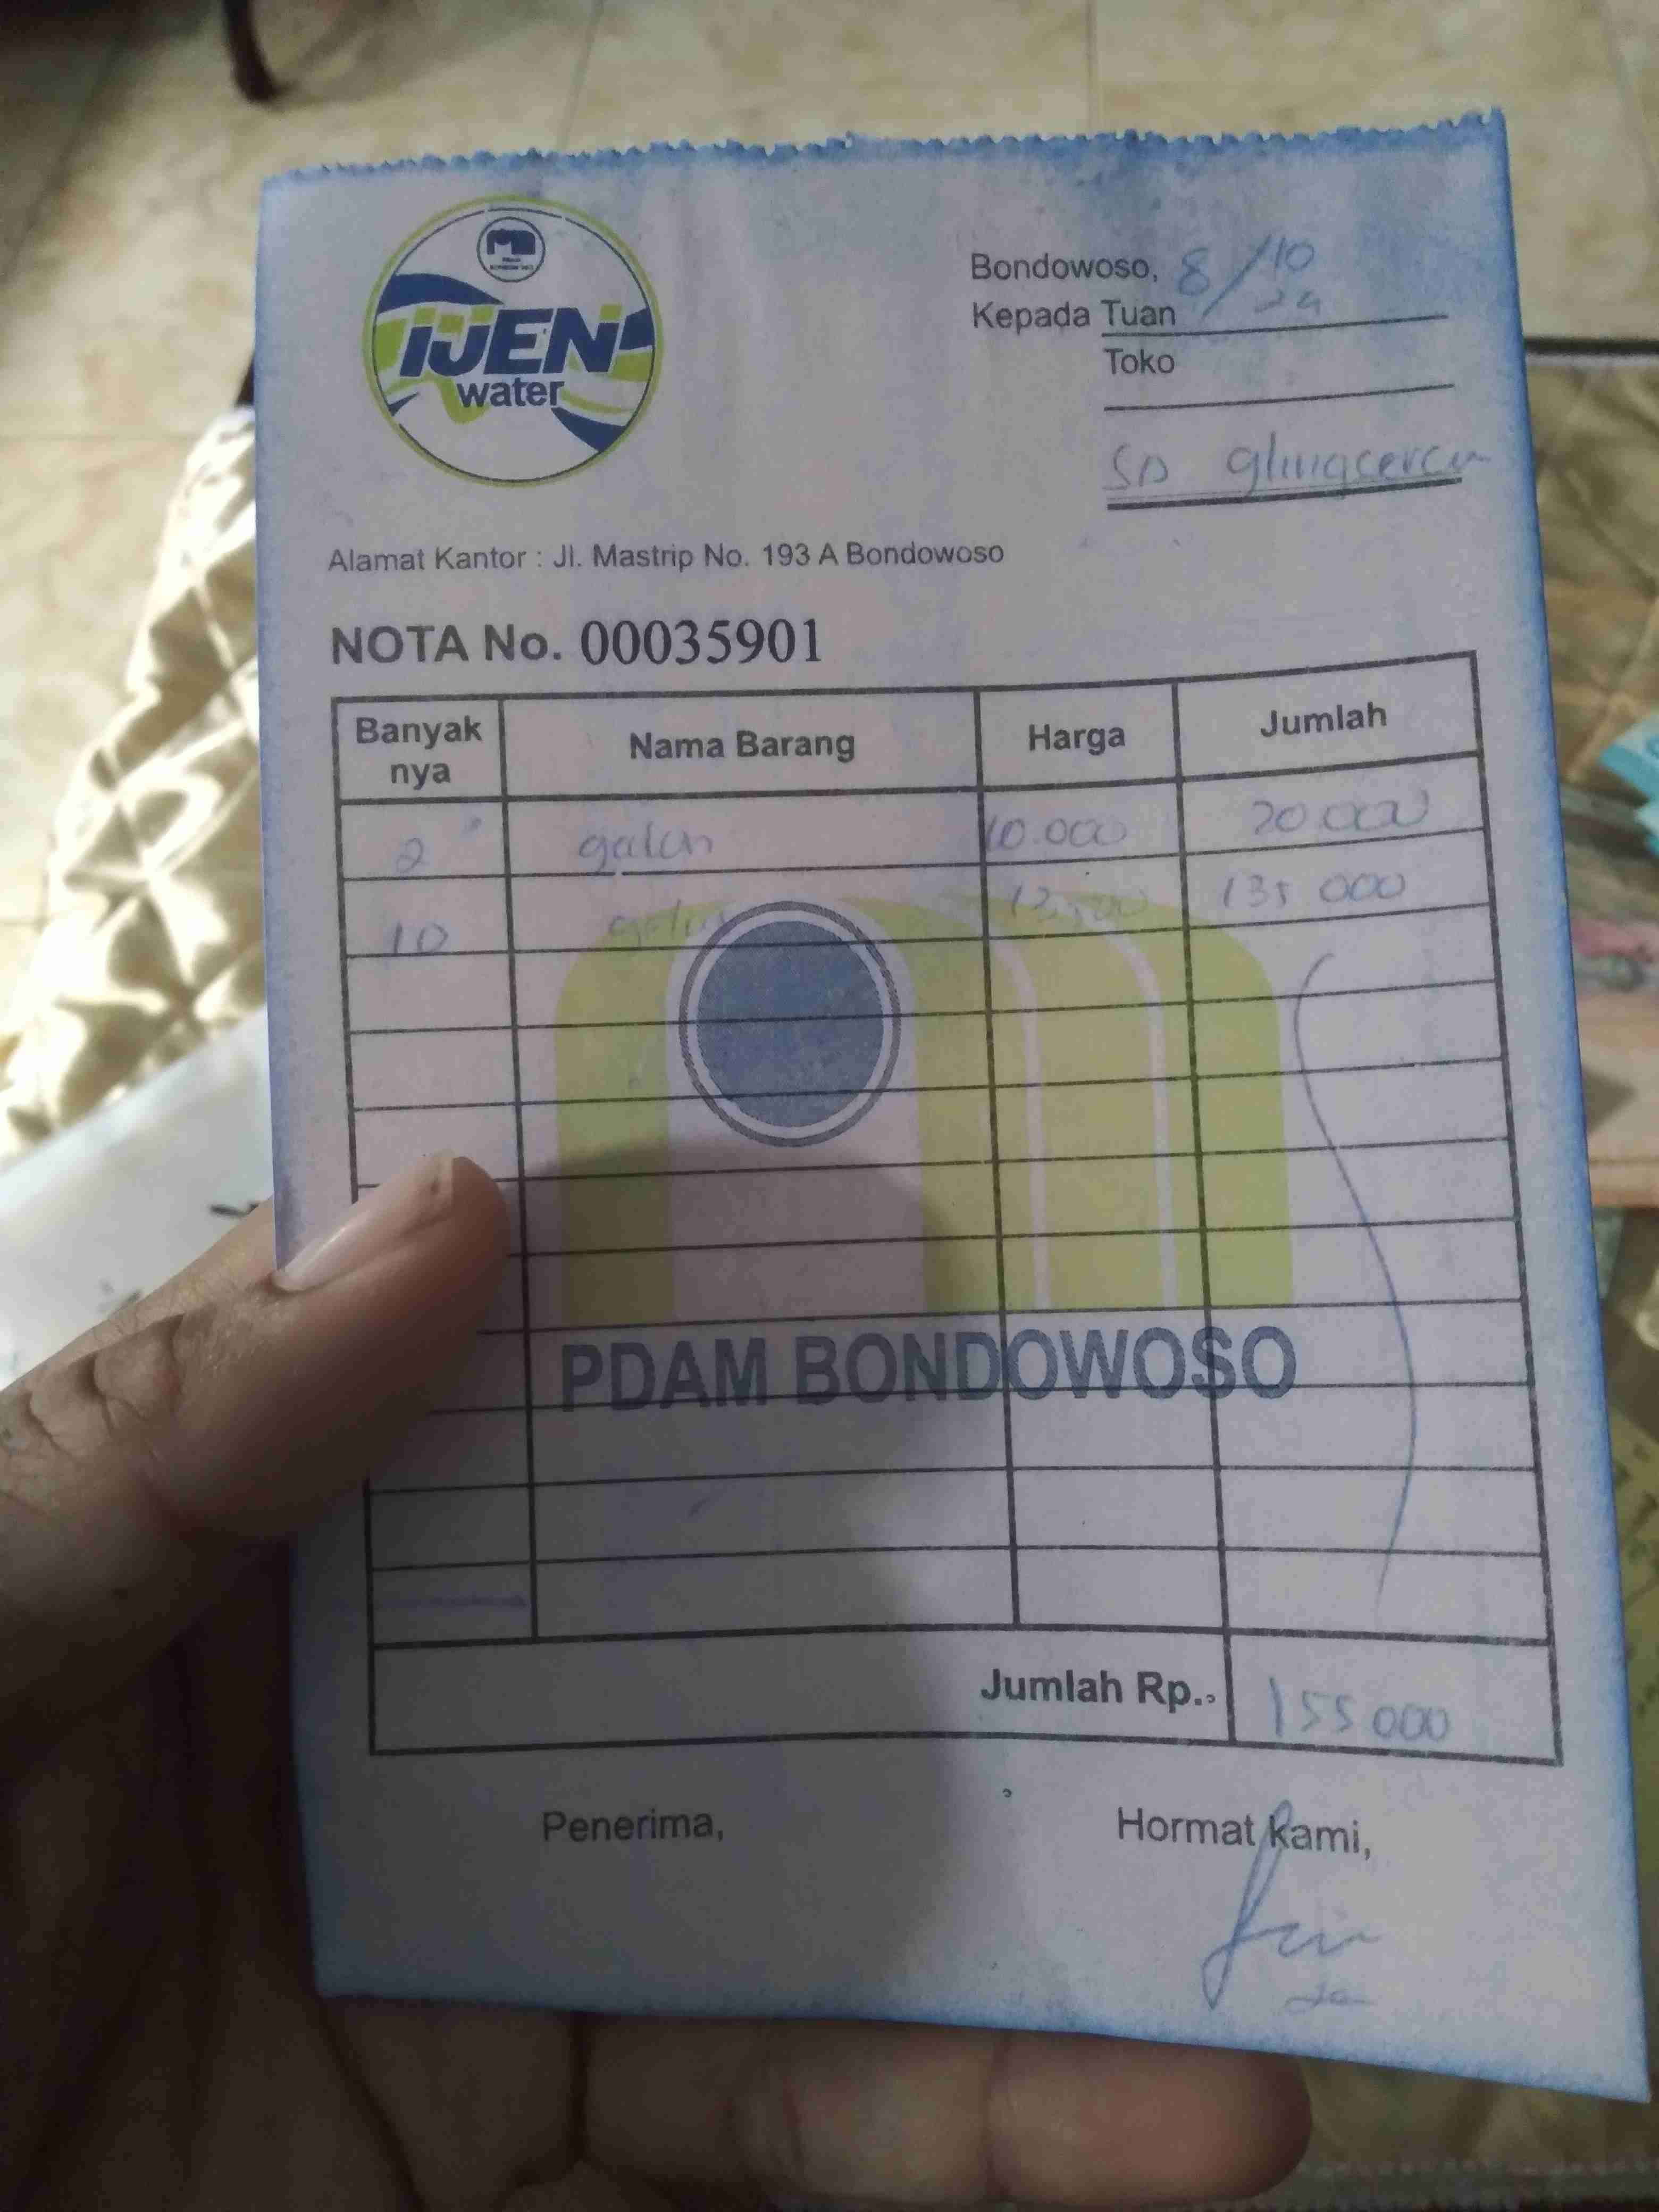 IJEN
water
Bondowoso, 8/10
24
Kepada Tuan
Toko
SD
Alamat Kantor : Jl. Mastrip No. 193 A Bondowoso
NOTA No. 00035901
Banyak nya Nama Barang Harga Jumlah
2 galon 10.000 20 000
10 galon 13,500 135 000
PDAM BONDOWOSO
Jumlah Rp. 155 000
Penerima, Hormat kami,